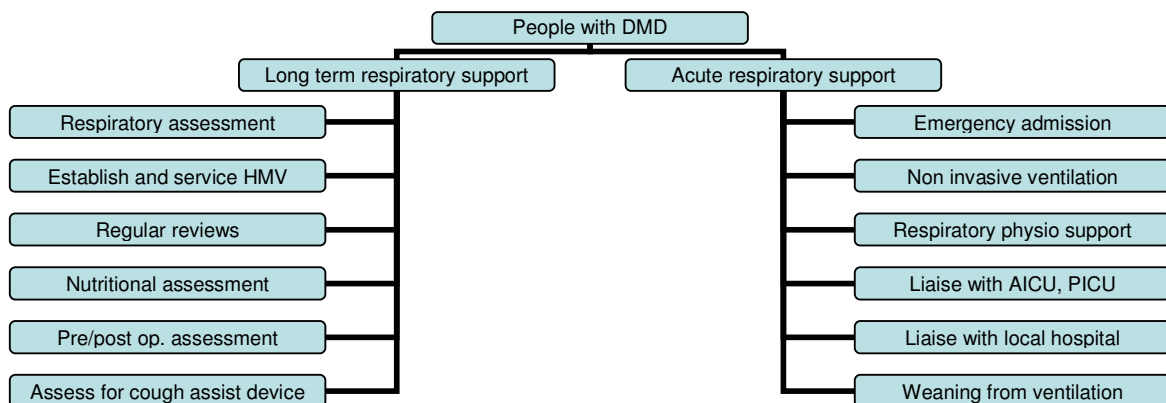 People with DMD
Long term respiratory support
Acute respiratory support
Respiratory assessment
Establish and service HMV
Regular reviews
Nutritional assessment
Pre/post op. assessment
Assess for cough assist device
Emergency admission
Non invasive ventilation
Respiratory physio support
Liaise with AICU, PICU
Liaise with local hospital
Weaning from ventilation